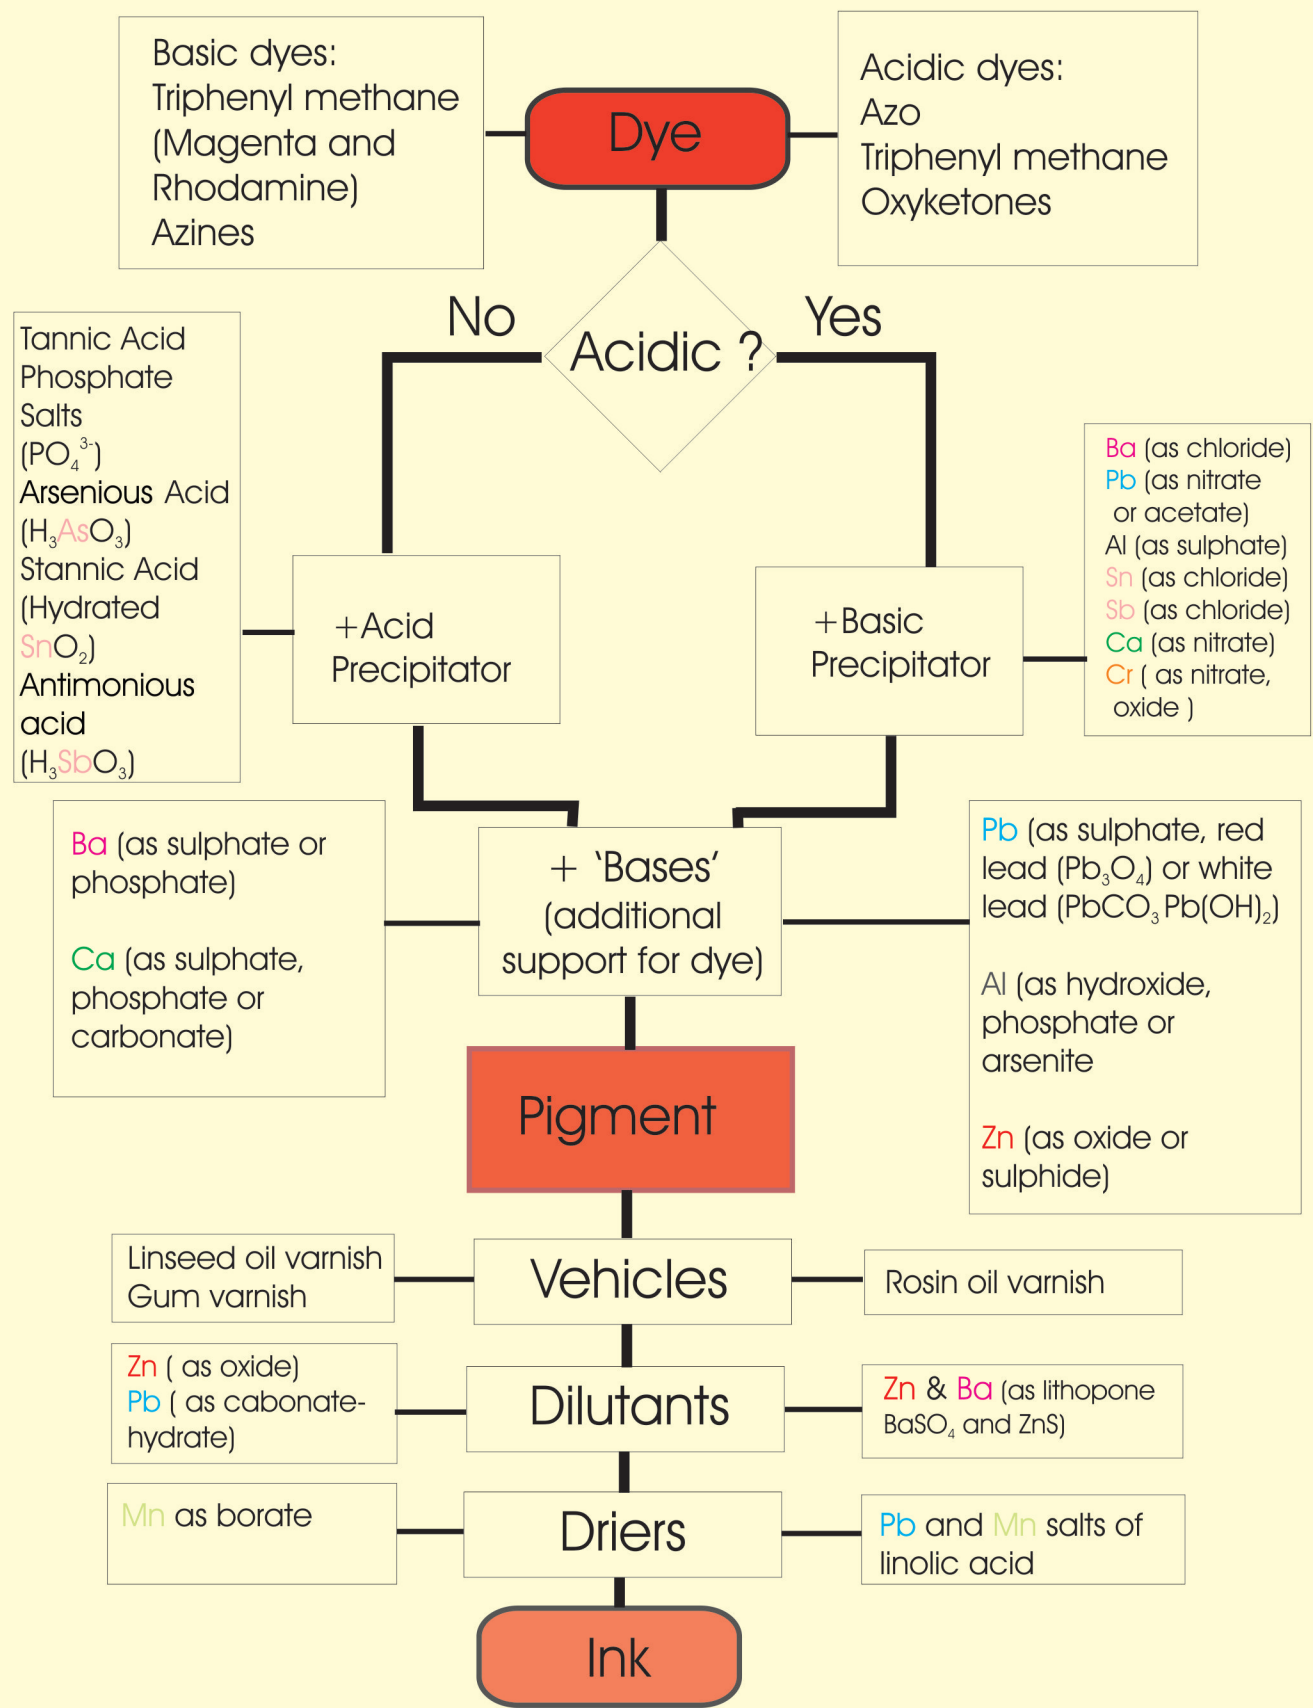 Basic dyes:
Triphenyl methane
(Magenta and
Rhodamine)
Azines
Dye
Acidic dyes:
Azo
Triphenyl methane
Oxyketones
No
Acidic ?
Yes
Tannic Acid
Phosphate
Salts
(PO₄³⁻)
Arsenious Acid
(H₃AsO₃)
Stannic Acid
(Hydrated
SnO₂)
Antimonious
acid
(H₃SbO₃)
+Acid
Precipitator
+Basic
Precipitator
Ba (as chloride)
Pb (as nitrate
or acetate)
Al (as sulphate)
Sn (as chloride)
Sb (as chloride)
Ca (as nitrate)
Cr ( as nitrate,
oxide )
Ba (as sulphate or
phosphate)
Ca (as sulphate,
phosphate or
carbonate)
+ ‘Bases’
(additional
support for dye)
Pb (as sulphate, red
lead (Pb₃O₄) or white
lead (PbCO₃ Pb(OH)₂)
Al (as hydroxide,
phosphate or
arsenite
Zn (as oxide or
sulphide)
Pigment
Linseed oil varnish
Gum varnish
Vehicles
Rosin oil varnish
Zn ( as oxide)
Pb ( as cabonate-
hydrate)
Dilutants
Zn & Ba (as lithopone
BaSO₄ and ZnS)
Mn as borate
Driers
Pb and Mn salts of
linolic acid
Ink